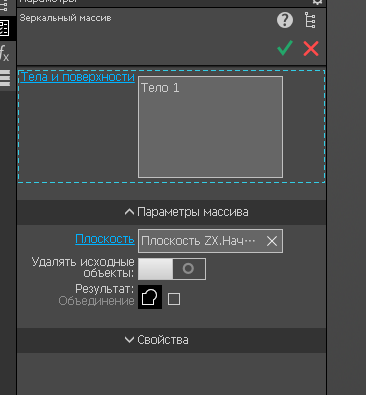 Параметры
Зеркальный массив
Тела и поверхности
Тело 1
Параметры массива
Плоскость Плоскость ZX.Нач···
Удалять исходные
объекты:
Результат:
Объединение
Свойства